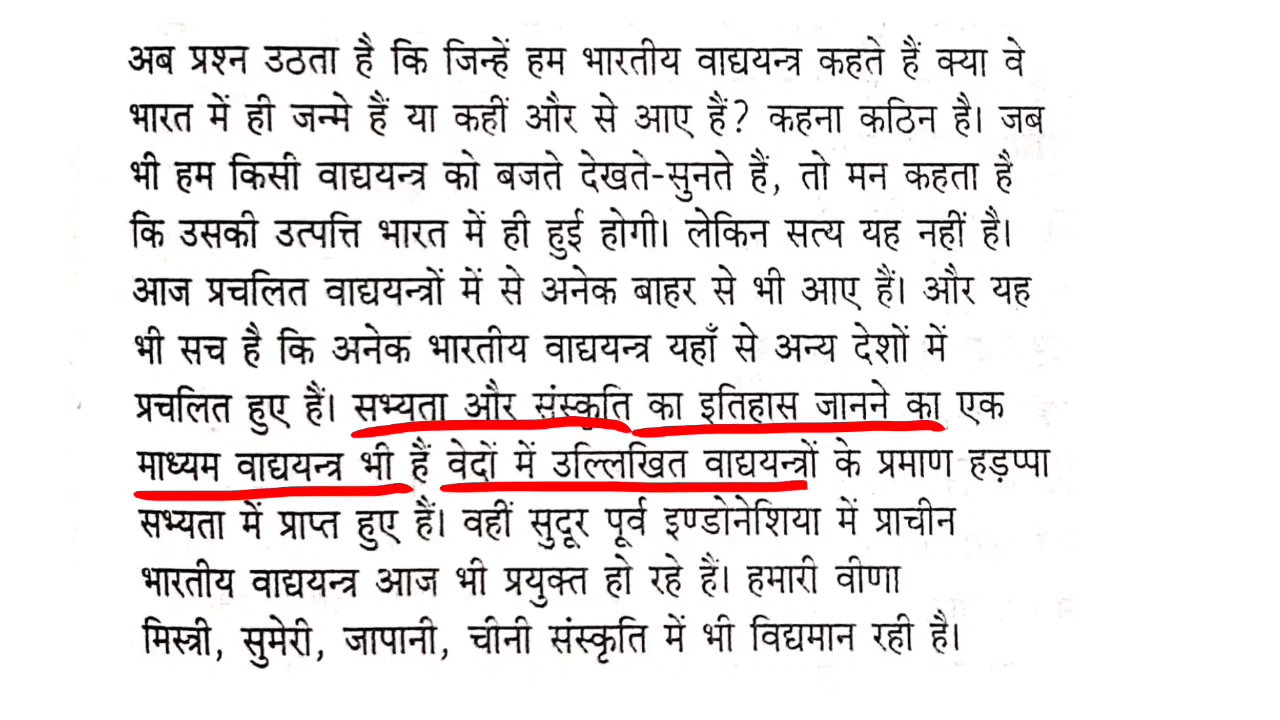 अब प्रश्न उठता है कि जिन्हें हम भारतीय वाद्ययन्त्र कहते हैं क्या वे
भारत में ही जन्मे हैं या कहीं और से आए हैं? कहना कठिन है। जब
भी हम किसी वाद्ययन्त्र को बजते देखते-सुनते हैं, तो मन कहता है
कि उसकी उत्पत्ति भारत में ही हुई होगी। लेकिन सत्य यह नहीं है।
आज प्रचलित वाद्ययन्त्रों में से अनेक बाहर से भी आए हैं। और यह
भी सच है कि अनेक भारतीय वाद्ययन्त्र यहाँ से अन्य देशों में
प्रचलित हुए हैं। सभ्यता और संस्कृति का इतिहास जानने का एक
माध्यम वाद्ययन्त्र भी हैं वेदों में उल्लिखित वाद्ययन्त्रों के प्रमाण हड़प्पा
सभ्यता में प्राप्त हुए हैं। वहीं सुदूर पूर्व इण्डोनेशिया में प्राचीन
भारतीय वाद्ययन्त्र आज भी प्रयुक्त हो रहे हैं। हमारी वीणा
मिस्त्री, सुमेरी, जापानी, चीनी संस्कृति में भी विद्यमान रही है।